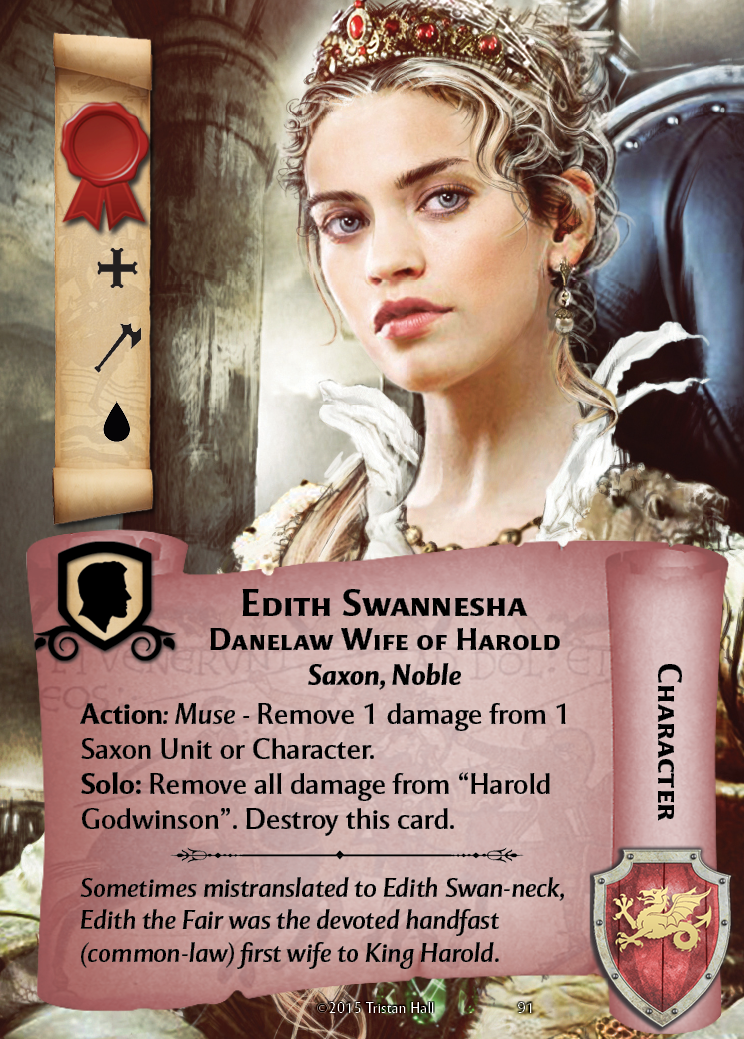 Edith Swannesha
Danelaw Wife of Harold
Saxon, Noble
Action: Muse - Remove 1 damage from 1
Saxon Unit or Character.
Solo: Remove all damage from “Harold
Godwinson”. Destroy this card.
Sometimes mistranslated to Edith Swan-neck,
Edith the Fair was the devoted handfast
(common-law) first wife to King Harold.
Character
©2015 Tristan Hall
91